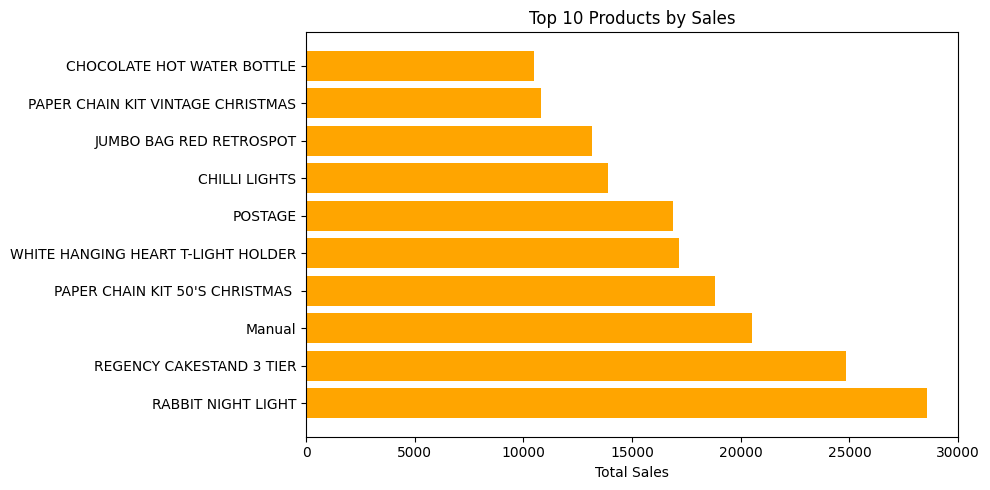 Top 10 Products by Sales
CHOCOLATE HOT WATER BOTTLE
PAPER CHAIN KIT VINTAGE CHRISTMAS
JUMBO BAG RED RETROSPOT
CHILLI LIGHTS
POSTAGE
WHITE HANGING HEART T-LIGHT HOLDER
PAPER CHAIN KIT 50'S CHRISTMAS
Manual
REGENCY CAKESTAND 3 TIER
RABBIT NIGHT LIGHT
0 5000 10000 15000 20000 25000 30000
Total Sales